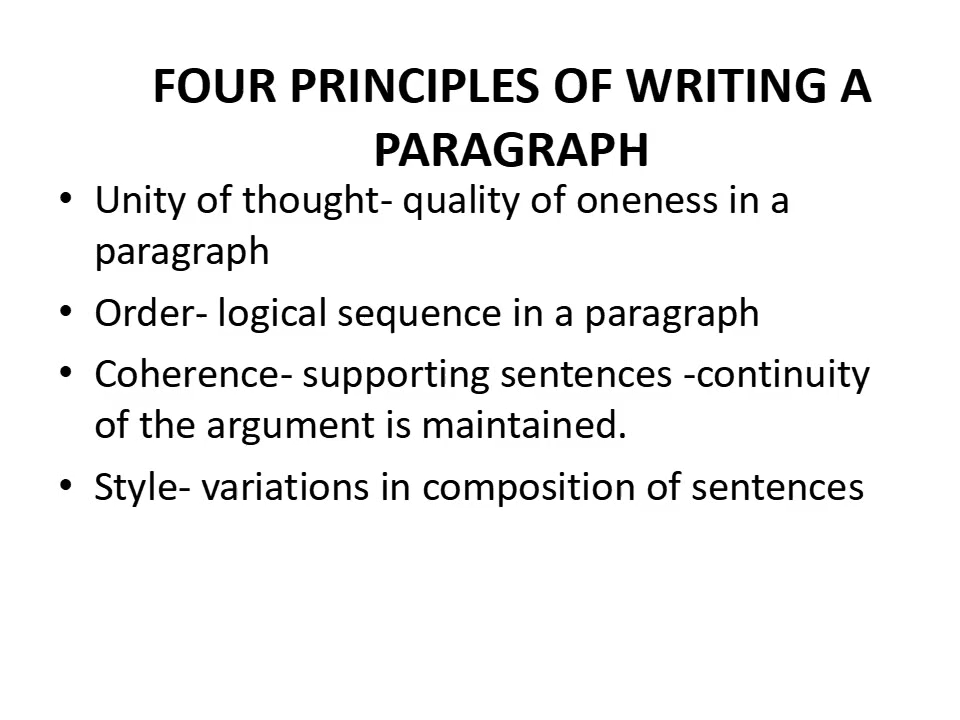 FOUR PRINCIPLES OF WRITING A
PARAGRAPH
• Unity of thought- quality of oneness in a
paragraph
• Order- logical sequence in a paragraph
• Coherence- supporting sentences -continuity
of the argument is maintained.
• Style- variations in composition of sentences